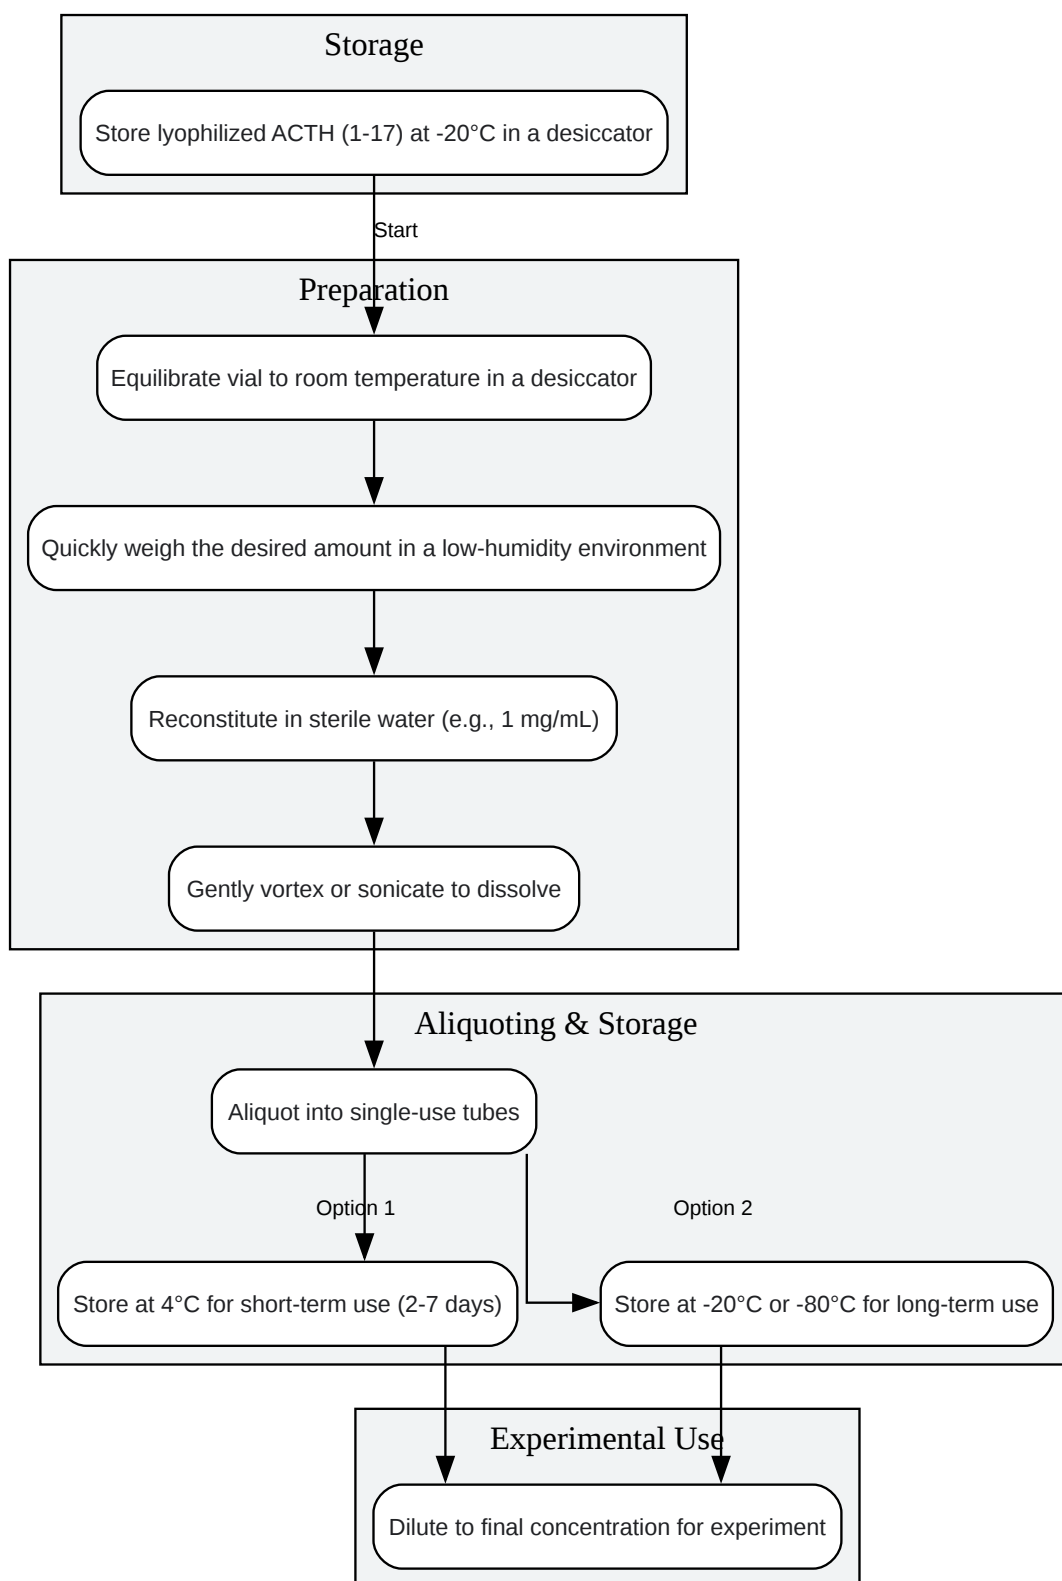 Storage
Store lyophilized ACTH (1-17) at -20°C in a desiccator
Start
Preparation
Equilibrate vial to room temperature in a desiccator
Quickly weigh the desired amount in a low-humidity environment
Reconstitute in sterile water (e.g., 1 mg/mL)
Gently vortex or sonicate to dissolve
Aliquoting & Storage
Aliquot into single-use tubes
Option 1
Option 2
Store at 4°C for short-term use (2-7 days)
Store at -20°C or -80°C for long-term use
Experimental Use
Dilute to final concentration for experiment